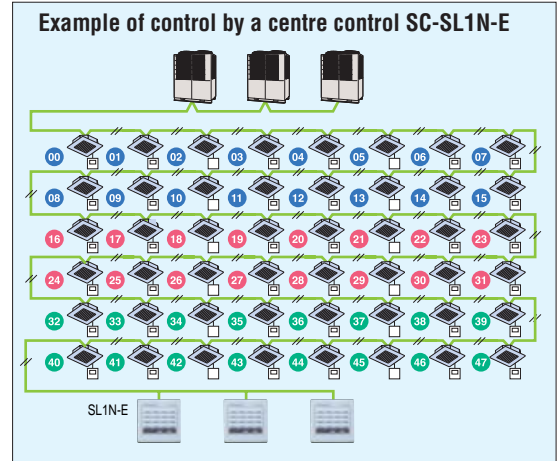 Example of control by a centre control SC-SL1N-E
00 01 02 03 04 05 06 07
08 09 10 11 12 13 14 15
16 17 18 19 20 21 22 23
24 25 26 27 28 29 30 31
32 33 34 35 36 37 38 39
40 41 42 43 44 45 46 47
SL1N-E